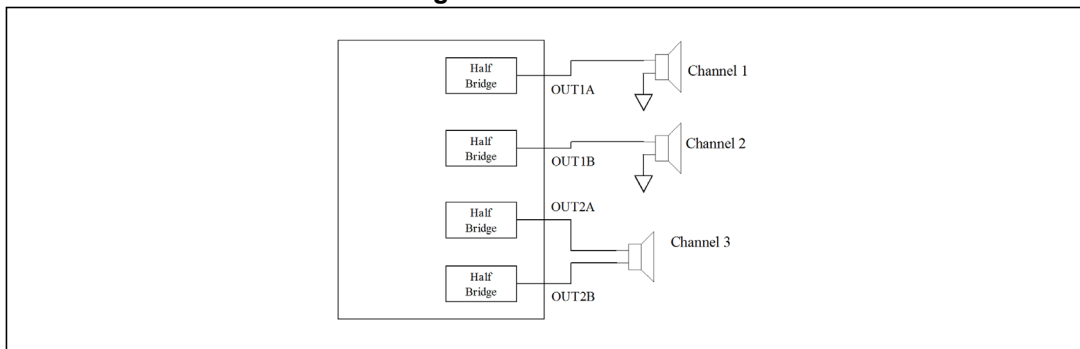 Half
Bridge
OUT1A
Channel 1
Half
Bridge
OUT1B
Channel 2
Half
Bridge
OUT2A
Channel 3
Half
Bridge
OUT2B